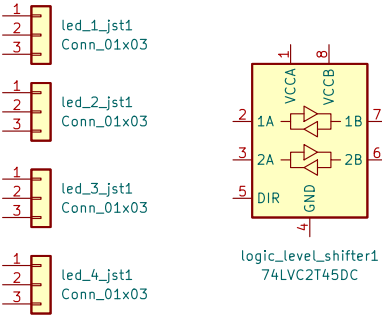 1
2
3
led_1_jst1
Conn_01x03
1
2
3
led_2_jst1
Conn_01x03
1
2
3
led_3_jst1
Conn_01x03
1
2
3
led_4_jst1
Conn_01x03
1
8
VCCA
VCCB
2
1A
1B
7
3
2A
2B
6
5
DIR
GND
4
logic_level_shifter1
74LVC2T45DC